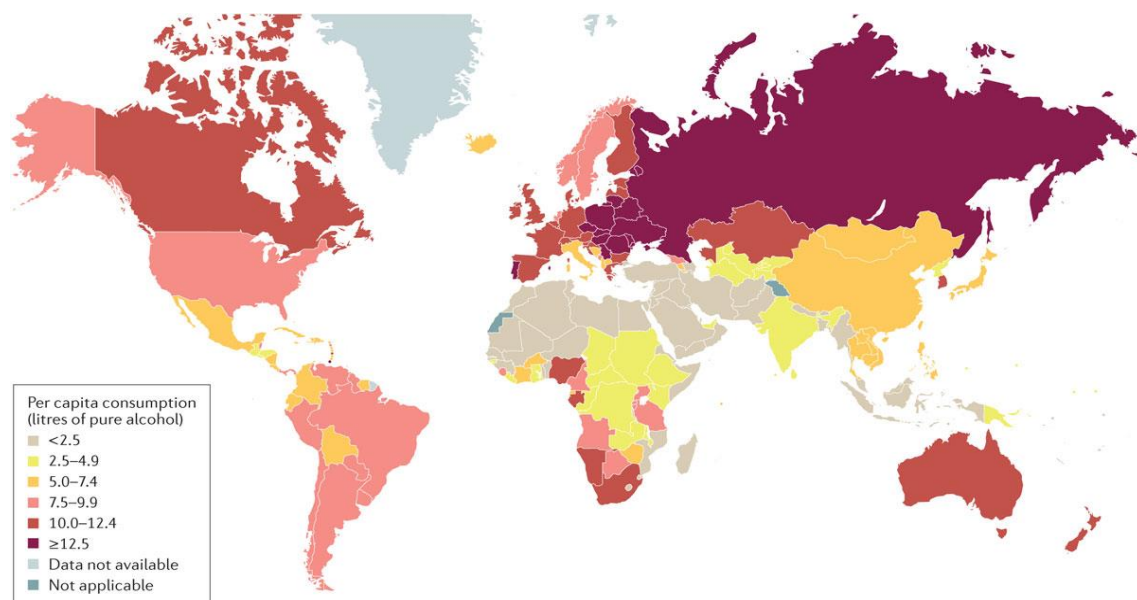 Per capita consumption
(litres of pure alcohol)
<2.5
2.5–4.9
5.0–7.4
7.5–9.9
10.0–12.4
≥12.5
Data not available
Not applicable